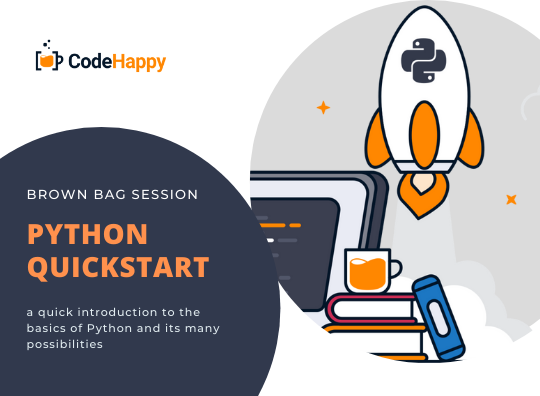 CodeHappy
BROWN BAG SESSION
PYTHON
QUICKSTART
a quick introduction to the
basics of Python and its many
possibilities